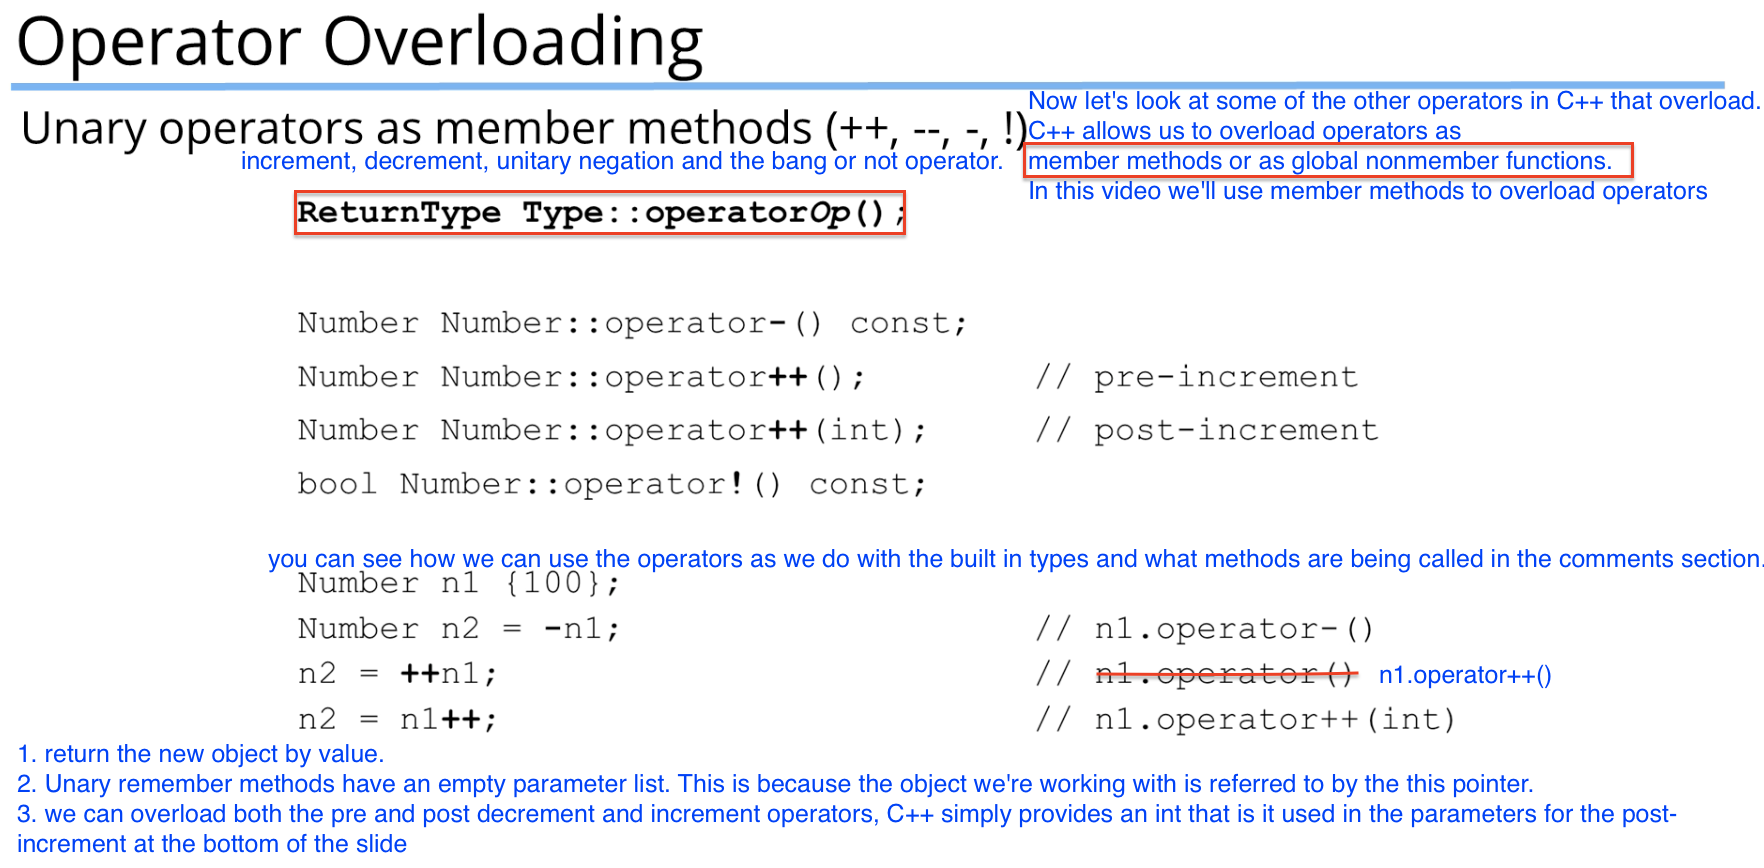 Operator Overloading
Now let's look at some of the other operators in C++ that overload.
Unary operators as member methods (++, --, -, !)
C++ allows us to overload operators as
increment, decrement, unitary negation and the bang or not operator.
member methods or as global nonmember functions.
In this video we'll use member methods to overload operators
ReturnType Type::operatorOp();
Number Number::operator-() const;
Number Number::operator++(); // pre-increment
Number Number::operator++(int); // post-increment
bool Number::operator!() const;
you can see how we can use the operators as we do with the built in types and what methods are being called in the comments section.
Number n1 {100};
Number n2 = -n1; // n1.operator-()
n2 = ++n1; // n1.operator() n1.operator++()
n2 = n1++; // n1.operator++(int)
1. return the new object by value.
2. Unary remember methods have an empty parameter list. This is because the object we're working with is referred to by the this pointer.
3. we can overload both the pre and post decrement and increment operators, C++ simply provides an int that is it used in the parameters for the post-
increment at the bottom of the slide